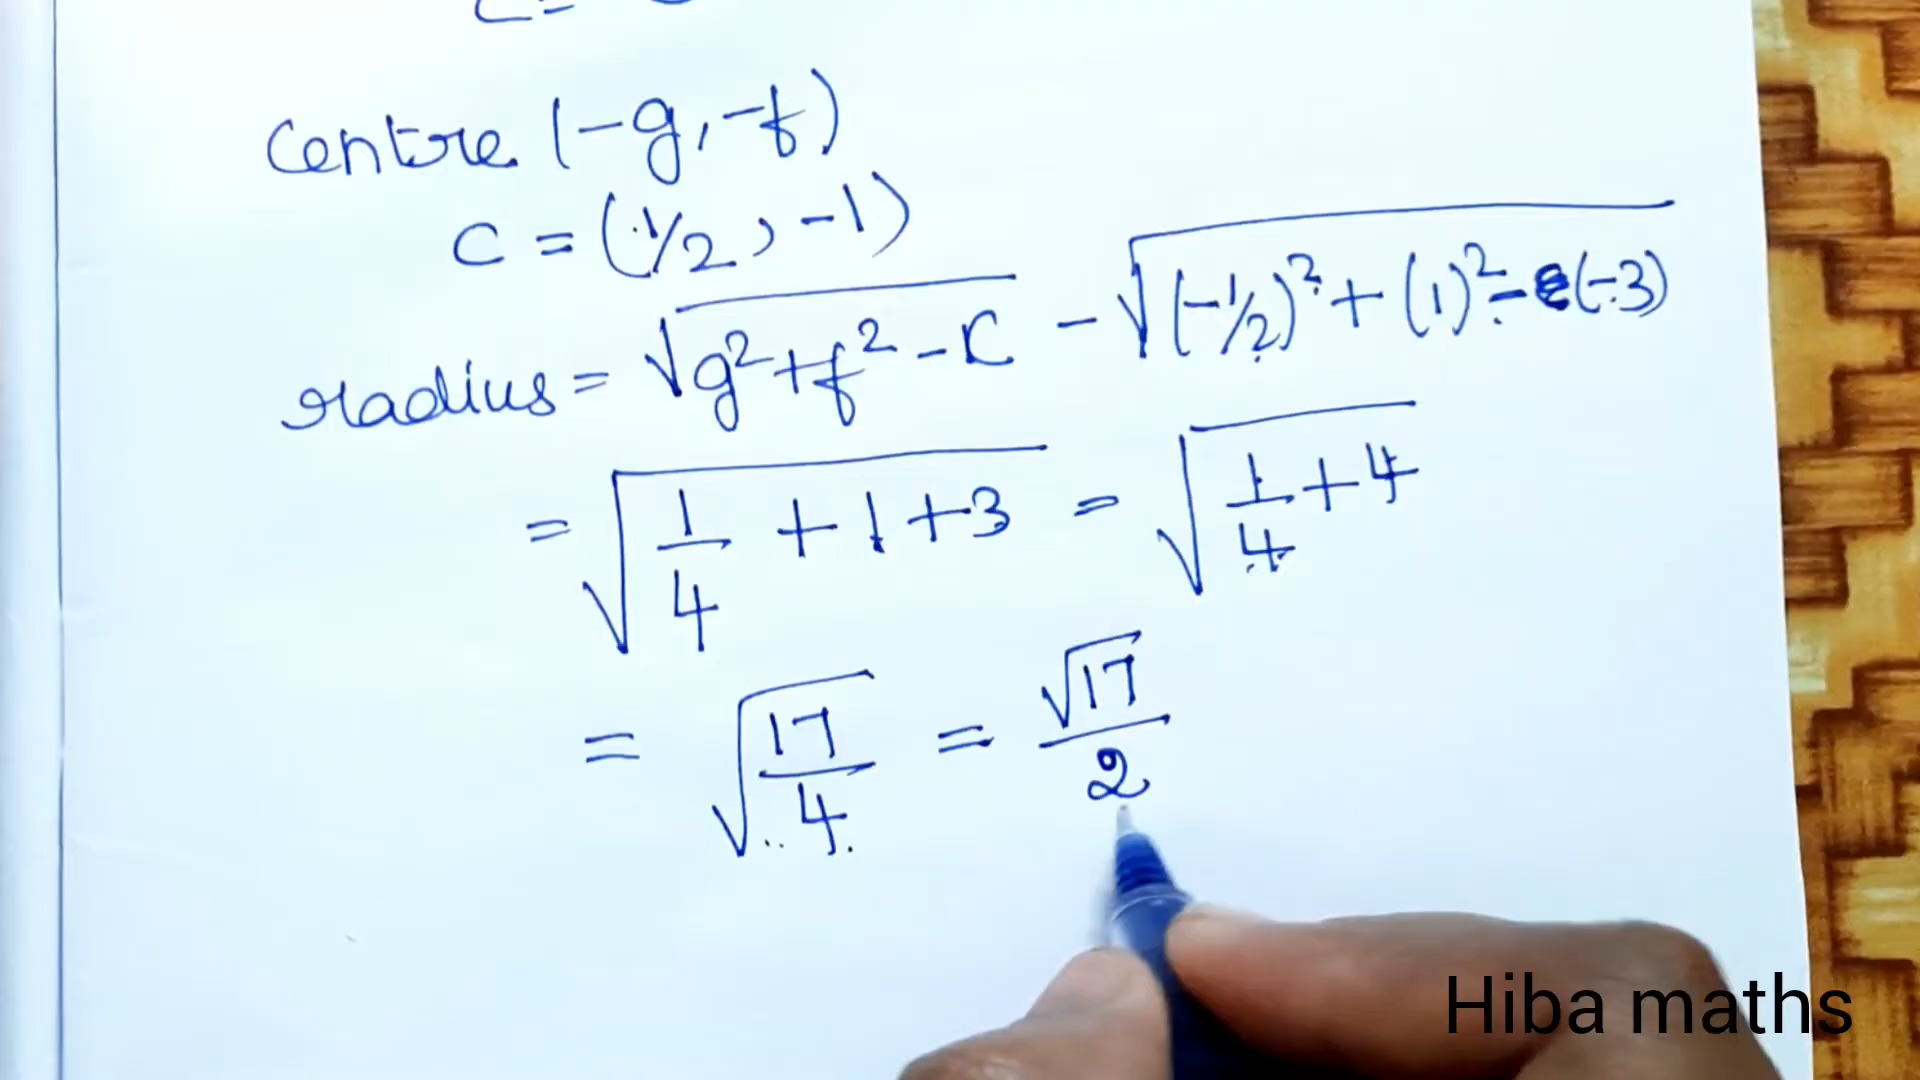 Centre (-g, -f)
C = (1/2, -1)
radius = √(g²+f²-C) - √((-1/2)² + (1)² - (-3))
= √(1/4 + 1 + 3) = √(1/4 + 4)
= √(17/4) = √17/2
Hiba maths